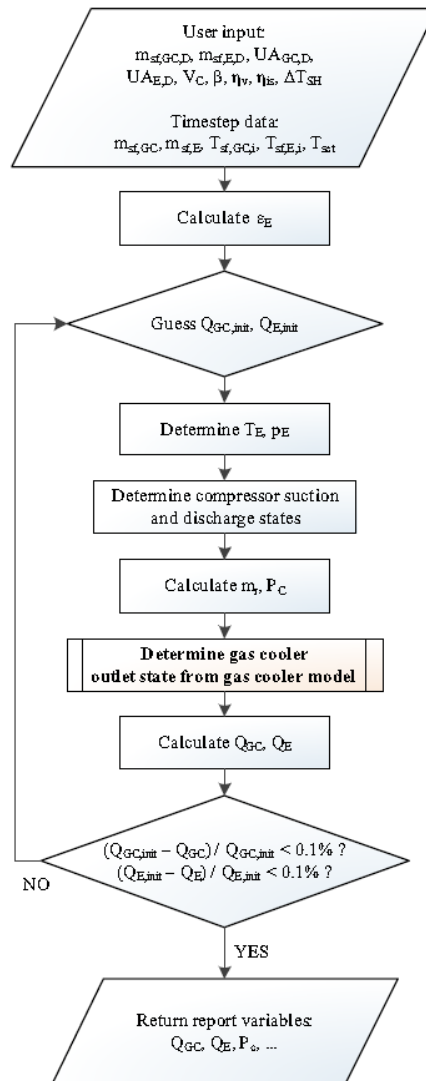 User input:
m_sf,GC,D, m_sf,E,D, UA_GC,D,
UA_E,D, V_C, β, η_v, η_is, ΔT_SH
Timestep data:
m_sf,GC, m_sf,E, T_sf,GC,i, T_sf,E,i, T_set
Calculate ε_E
Guess Q_GC,init, Q_E,init
Determine T_E, p_E
Determine compressor suction
and discharge states
Calculate m_r, P_C
Determine gas cooler
outlet state from gas cooler model
Calculate Q_GC, Q_E
(Q_GC,init – Q_GC) / Q_GC,init < 0.1% ?
(Q_E,init – Q_E) / Q_E,init < 0.1% ?
NO
YES
Return report variables:
Q_GC, Q_E, P_c, ...